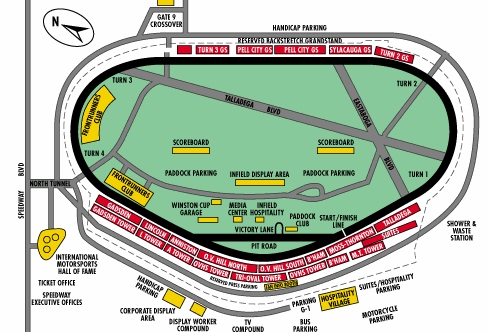 GATE 9
CROSSOVER
HANDICAP PARKING
N
RESERVED BACKSTRETCH GRANDSTAND
TURN 3 GS
PELL CITY GS
PELL CITY GS
SYLACAUGA GS
TURN 2 GS
TURN 3
TURN 2
TALLADEGA BLVD
EASTABOGA
BLVD
FRONTRUNNERS
CLUB
SCOREBOARD
SCOREBOARD
TURN 4
PADDOCK PARKING
INFIELD DISPLAY AREA
PADDOCK PARKING
TURN 1
SPEEDWAY BLVD
NORTH TUNNEL
FRONTRUNNERS
CLUB
WINSTON CUP
GARAGE
MEDIA
CENTER
INFIELD
HOSPITALITY
VICTORY LANE
PADDOCK
CLUB
START/FINISH
LINE
PIT ROAD
GADSDEN
GADSDEN TOWER
LINCOLN
A TOWER
ANNISTON
A TOWER
O.V. HILL NORTH
OVHS TOWER
TRI-OVAL TOWER
O.V. HILL SOUTH
OVHS TOWER
B'HAM
B'HAM
MOSS-THORNTON
M.T. TOWER
TALLADEGA
SUITES
SHOWER &
WASTE
STATION
RESERVED PRESS PARKING
INTERNATIONAL
MOTORSPORTS
HALL OF FAME
TICKET OFFICE
SPEEDWAY
EXECUTIVE OFFICES
HANDICAP
PARKING
CORPORATE DISPLAY
AREA
DISPLAY WORKER
COMPOUND
TV
COMPOUND
PARKING
G-1
BUS
PARKING
HOSPITALITY
VILLAGE
SUITES/HOSPITALITY
PARKING
MOTORCYCLE
PARKING